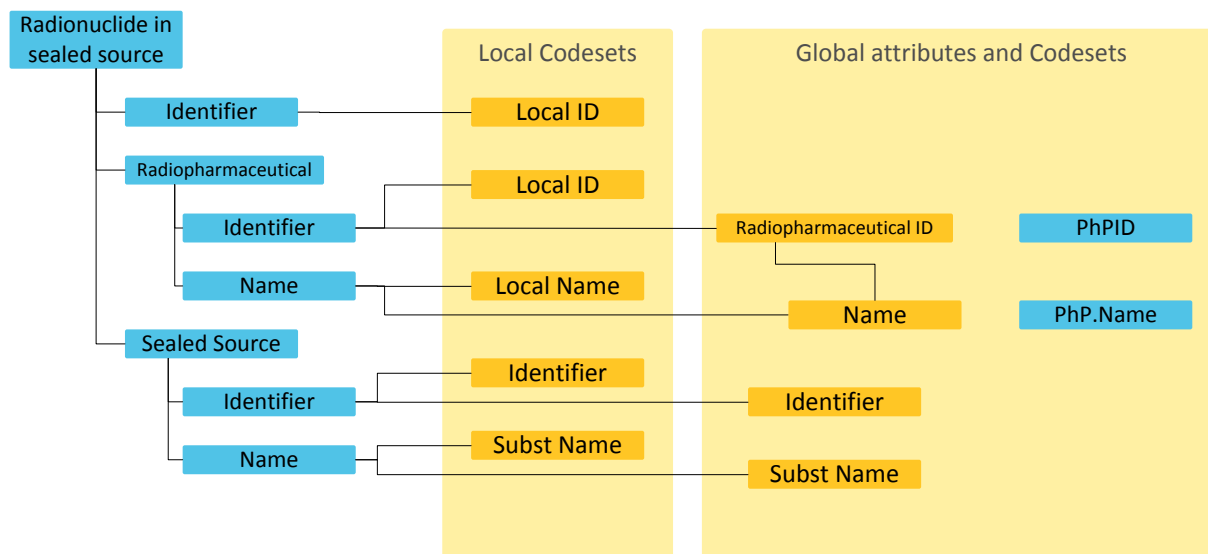 Radionuclide in
sealed source
Local Codesets
Global attributes and Codesets
Identifier
Local ID
Radiopharmaceutical
Local ID
Identifier
Radiopharmaceutical ID
PhPID
Name
Local Name
Name
PhP.Name
Sealed Source
Identifier
Identifier
Identifier
Subst Name
Name
Subst Name